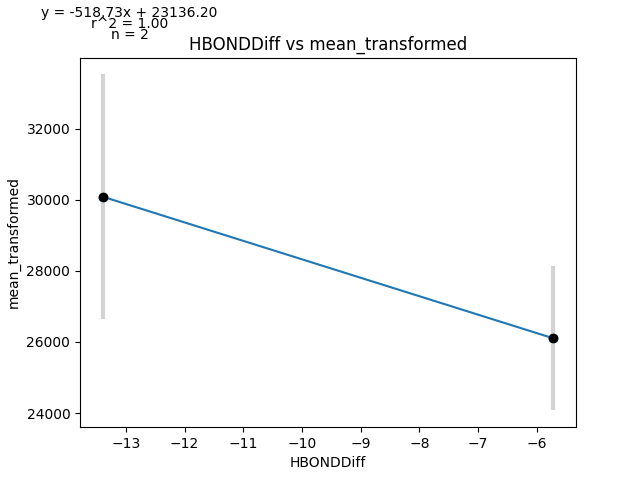 y = -518.73x + 23136.20
r^2 = 1.00
n = 2
HBONDDiff vs mean_transformed
32000
30000
28000
26000
24000
mean_transformed
−13
−12
−11
−10
−9
−8
−7
−6
HBONDDiff